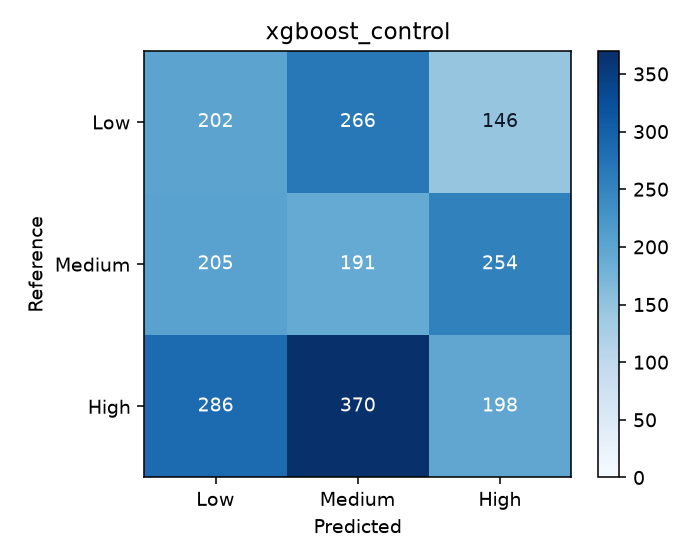 xgboost_control
Reference
Low 202 266 146
Medium 205 191 254
High 286 370 198
Low Medium High
Predicted
350
300
250
200
150
100
50
0